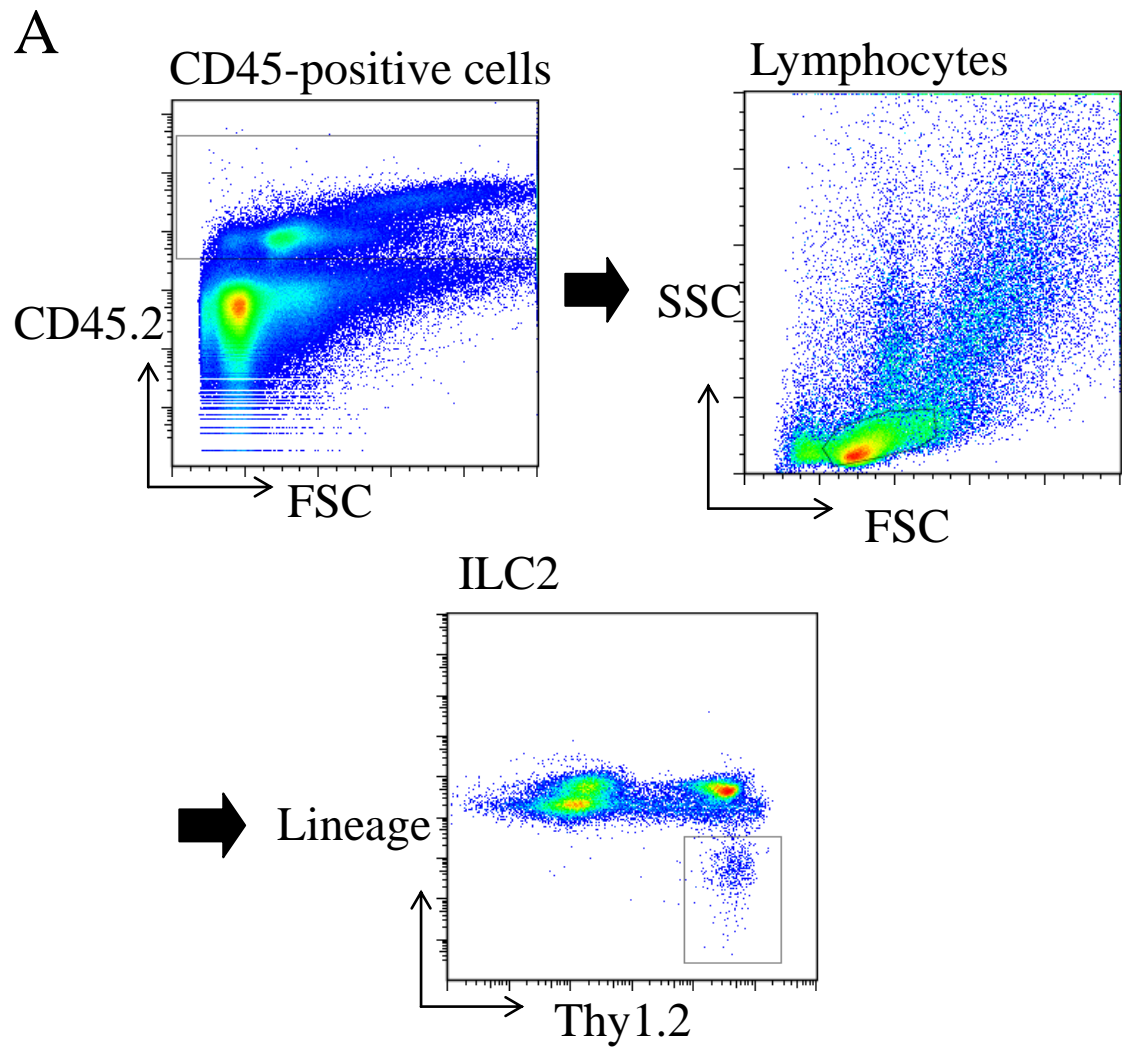 A
CD45-positive cells
Lymphocytes
CD45.2
SSC
FSC
FSC
ILC2
Lineage
Thy1.2